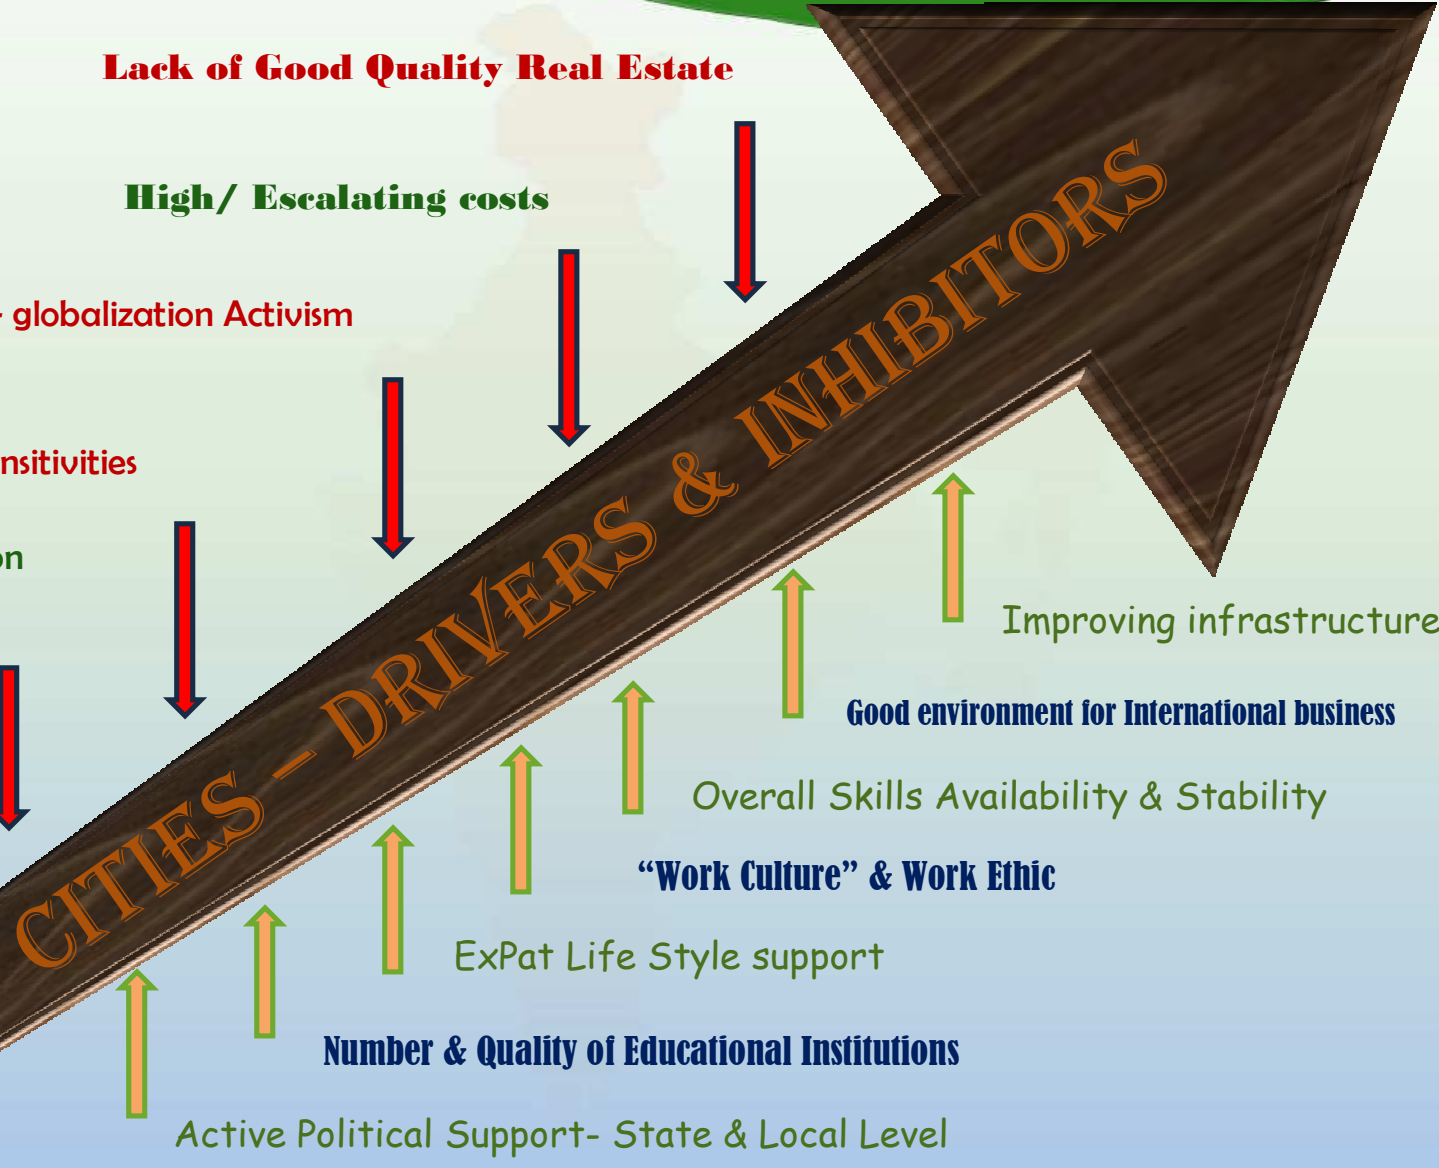 Lack of Good Quality Real Estate
High/ Escalating costs
- globalization Activism
nsitivities
on
CITIES – DRIVERS & INHIBITORS
Improving infrastructure
Good environment for International business
Overall Skills Availability & Stability
“Work Culture” & Work Ethic
ExPat Life Style support
Number & Quality of Educational Institutions
Active Political Support- State & Local Level